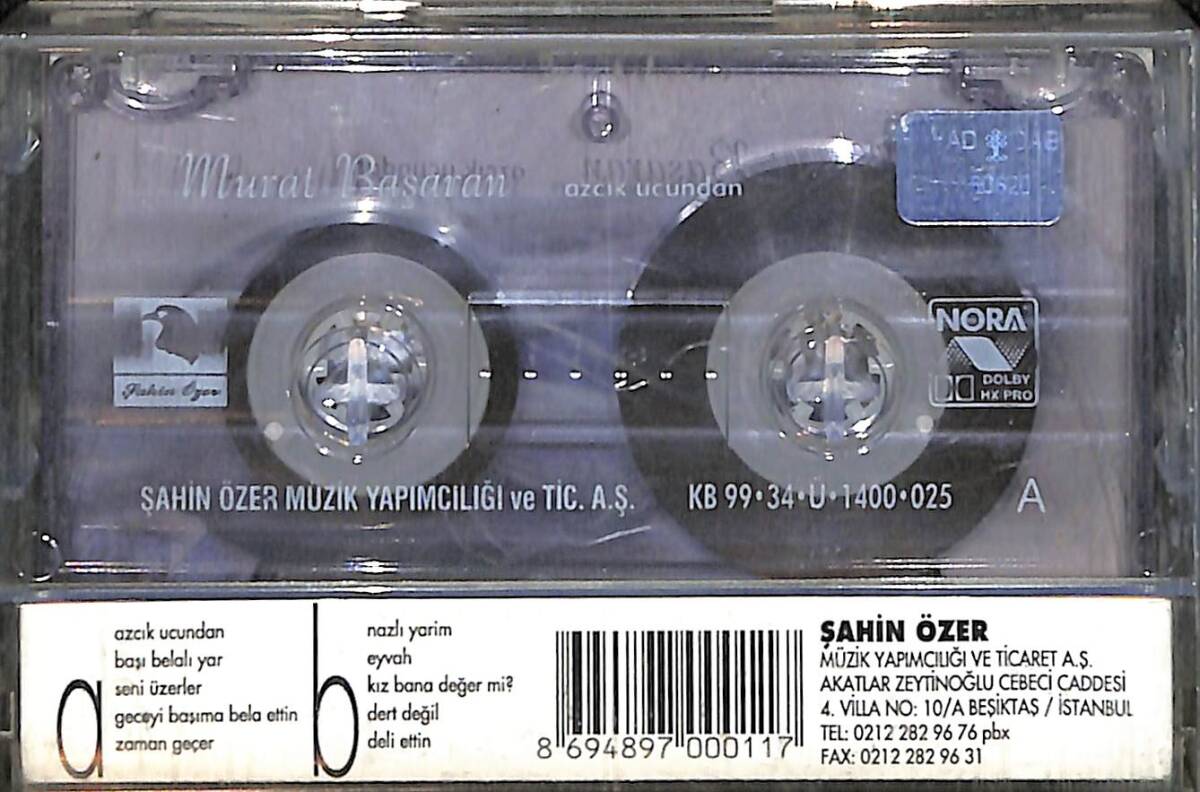 Murat Başaran azcık ucundan
Şahin Özer
NORA
DOLBY
HX PRO
ŞAHİN ÖZER MÜZİK YAPIMCILIĞI ve TİC. A.Ş. KB 99·34·Ü·1400·025 A
a
azcık ucundan
başı belalı yar
seni üzerler
geceyi başıma bela ettin
zaman geçer
b
nazlı yarim
eyvah
kız bana değer mi?
dert değil
deli ettin
8 694897 000117
ŞAHİN ÖZER
MÜZİK YAPIMCILIĞI VE TİCARET A.Ş.
AKATLAR ZEYTİNOĞLU CEBECİ CADDESİ
4. VİLLA NO: 10/A BEŞİKTAŞ / İSTANBUL
TEL: 0212 282 96 76 pbx
FAX: 0212 282 96 31